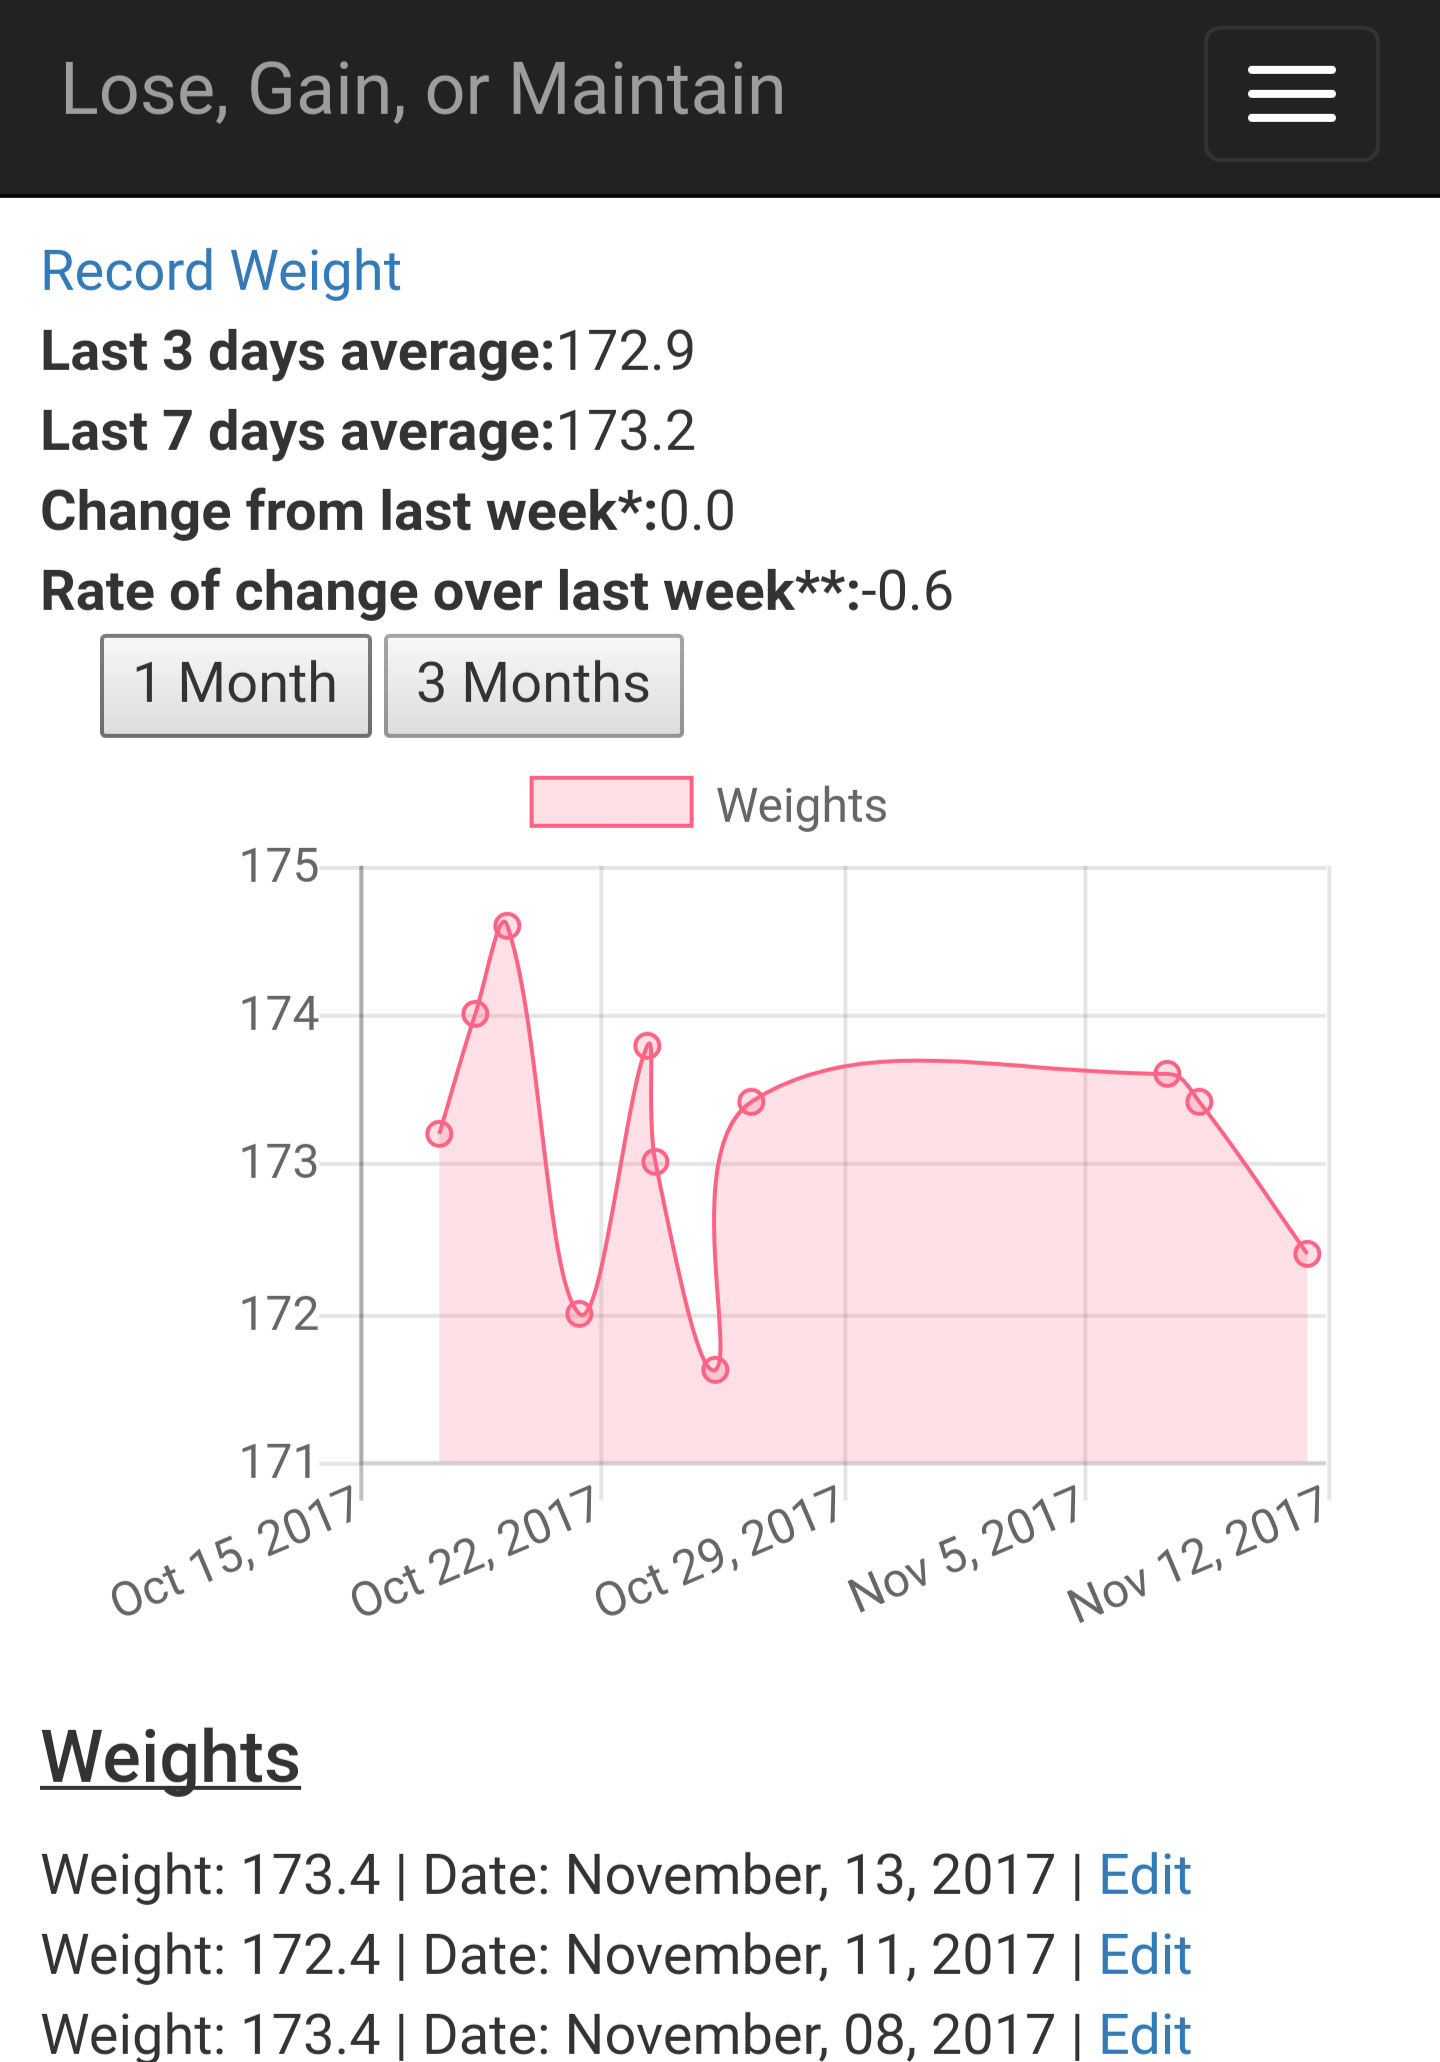 Lose, Gain, or Maintain
Record Weight
Last 3 days average:172.9
Last 7 days average:173.2
Change from last week*:0.0
Rate of change over last week**:-0.6
1 Month 3 Months
Weights
175
174
173
172
171
Oct 15, 2017 Oct 22, 2017 Oct 29, 2017 Nov 5, 2017 Nov 12, 2017
Weights
Weight: 173.4 | Date: November, 13, 2017 | Edit
Weight: 172.4 | Date: November, 11, 2017 | Edit
Weight: 173.4 | Date: November, 08, 2017 | Edit